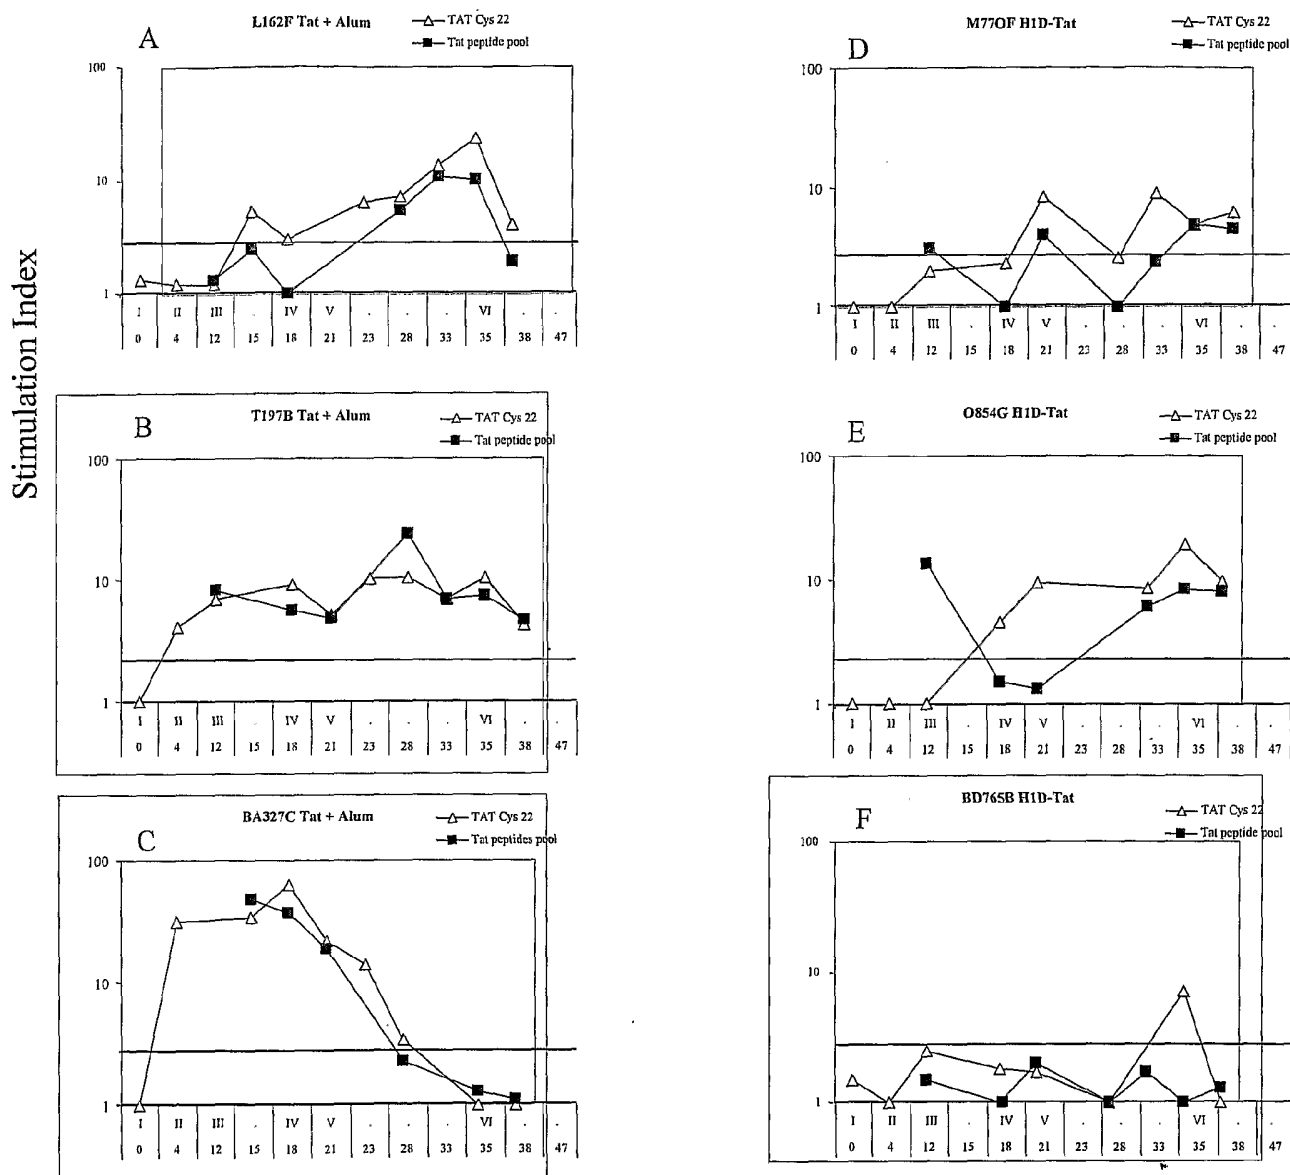 Stimulation Index
A
L162F Tat + Alum
TAT Cys 22
Tat peptide pool
100
10
1
I II III . IV V . . . VI . .
0 4 12 15 18 21 23 28 33 35 38 47
B
T197B Tat + Alum
TAT Cys 22
Tat peptide pool
100
10
1
I II III . IV V . . . VI . .
0 4 12 15 18 21 23 28 33 35 38 47
C
BA327C Tat + Alum
TAT Cys 22
Tat peptides pool
100
10
1
I II III . IV V . . . VI . .
0 4 12 15 18 21 23 28 33 35 38 47
D
M77OF H1D-Tat
TAT Cys 22
Tat peptide pool
100
10
1
I II III . IV V . . . VI . .
0 4 12 15 18 21 23 28 33 35 38 47
E
O854G H1D-Tat
TAT Cys 22
Tat peptide pool
100
10
1
I II III . IV V . . . VI . .
0 4 12 15 18 21 23 28 33 35 38 47
F
BD765B H1D-Tat
TAT Cys 22
Tat peptide pool
100
10
1
I II III . IV V . . . VI . .
0 4 12 15 18 21 23 28 33 35 38 47